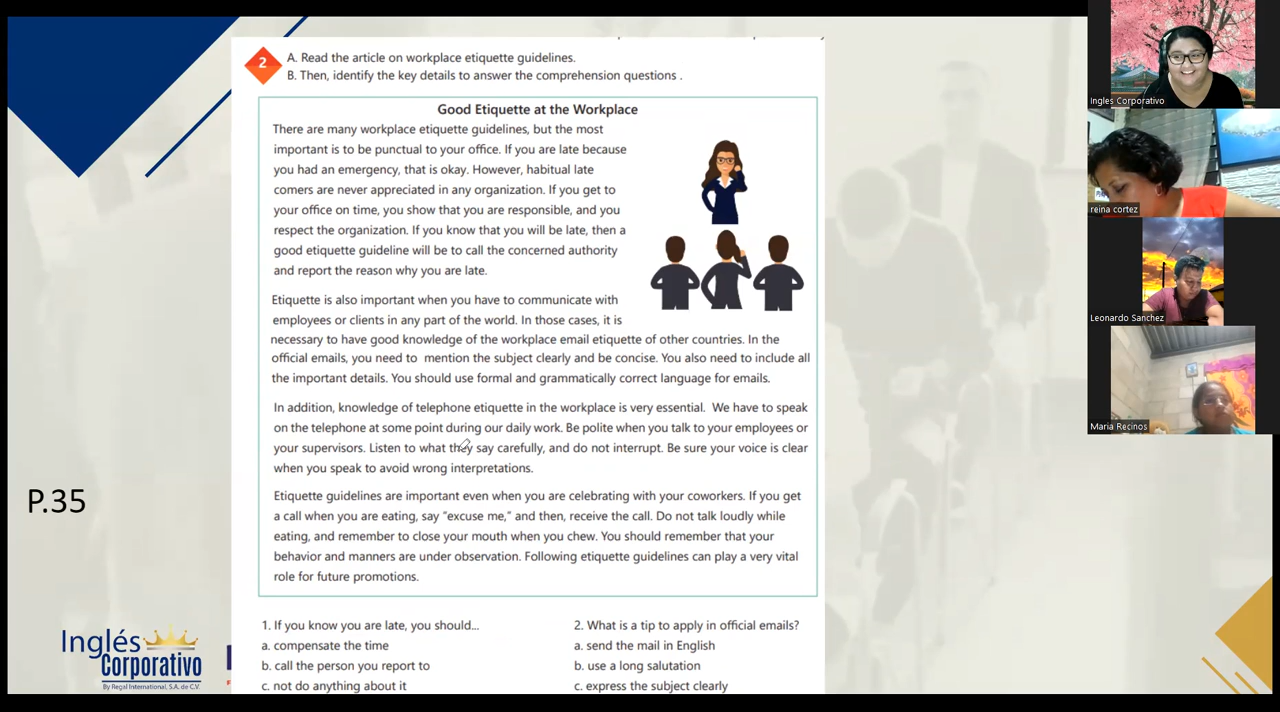 2
A. Read the article on workplace etiquette guidelines.
B. Then, identify the key details to answer the comprehension questions .
Good Etiquette at the Workplace
There are many workplace etiquette guidelines, but the most
important is to be punctual to your office. If you are late because
you had an emergency, that is okay. However, habitual late
comers are never appreciated in any organization. If you get to
your office on time, you show that you are responsible, and you
respect the organization. If you know that you will be late, then a
good etiquette guideline will be to call the concerned authority
and report the reason why you are late.
Etiquette is also important when you have to communicate with
employees or clients in any part of the world. In those cases, it is
necessary to have good knowledge of the workplace email etiquette of other countries. In the
official emails, you need to mention the subject clearly and be concise. You also need to include all
the important details. You should use formal and grammatically correct language for emails.
In addition, knowledge of telephone etiquette in the workplace is very essential. We have to speak
on the telephone at some point during our daily work. Be polite when you talk to your employees or
your supervisors. Listen to what they say carefully, and do not interrupt. Be sure your voice is clear
when you speak to avoid wrong interpretations.
Etiquette guidelines are important even when you are celebrating with your coworkers. If you get
a call when you are eating, say “excuse me,” and then, receive the call. Do not talk loudly while
eating, and remember to close your mouth when you chew. You should remember that your
behavior and manners are under observation. Following etiquette guidelines can play a very vital
role for future promotions.
1. If you know you are late, you should...
a. compensate the time
b. call the person you report to
c. not do anything about it
2. What is a tip to apply in official emails?
a. send the mail in English
b. use a long salutation
c. express the subject clearly
P.35
Inglés
Corporativo
By Regal International, S.A. de C.V.
Ingles Corporativo
reina cortez
Leonardo Sanchez
Maria Recinos